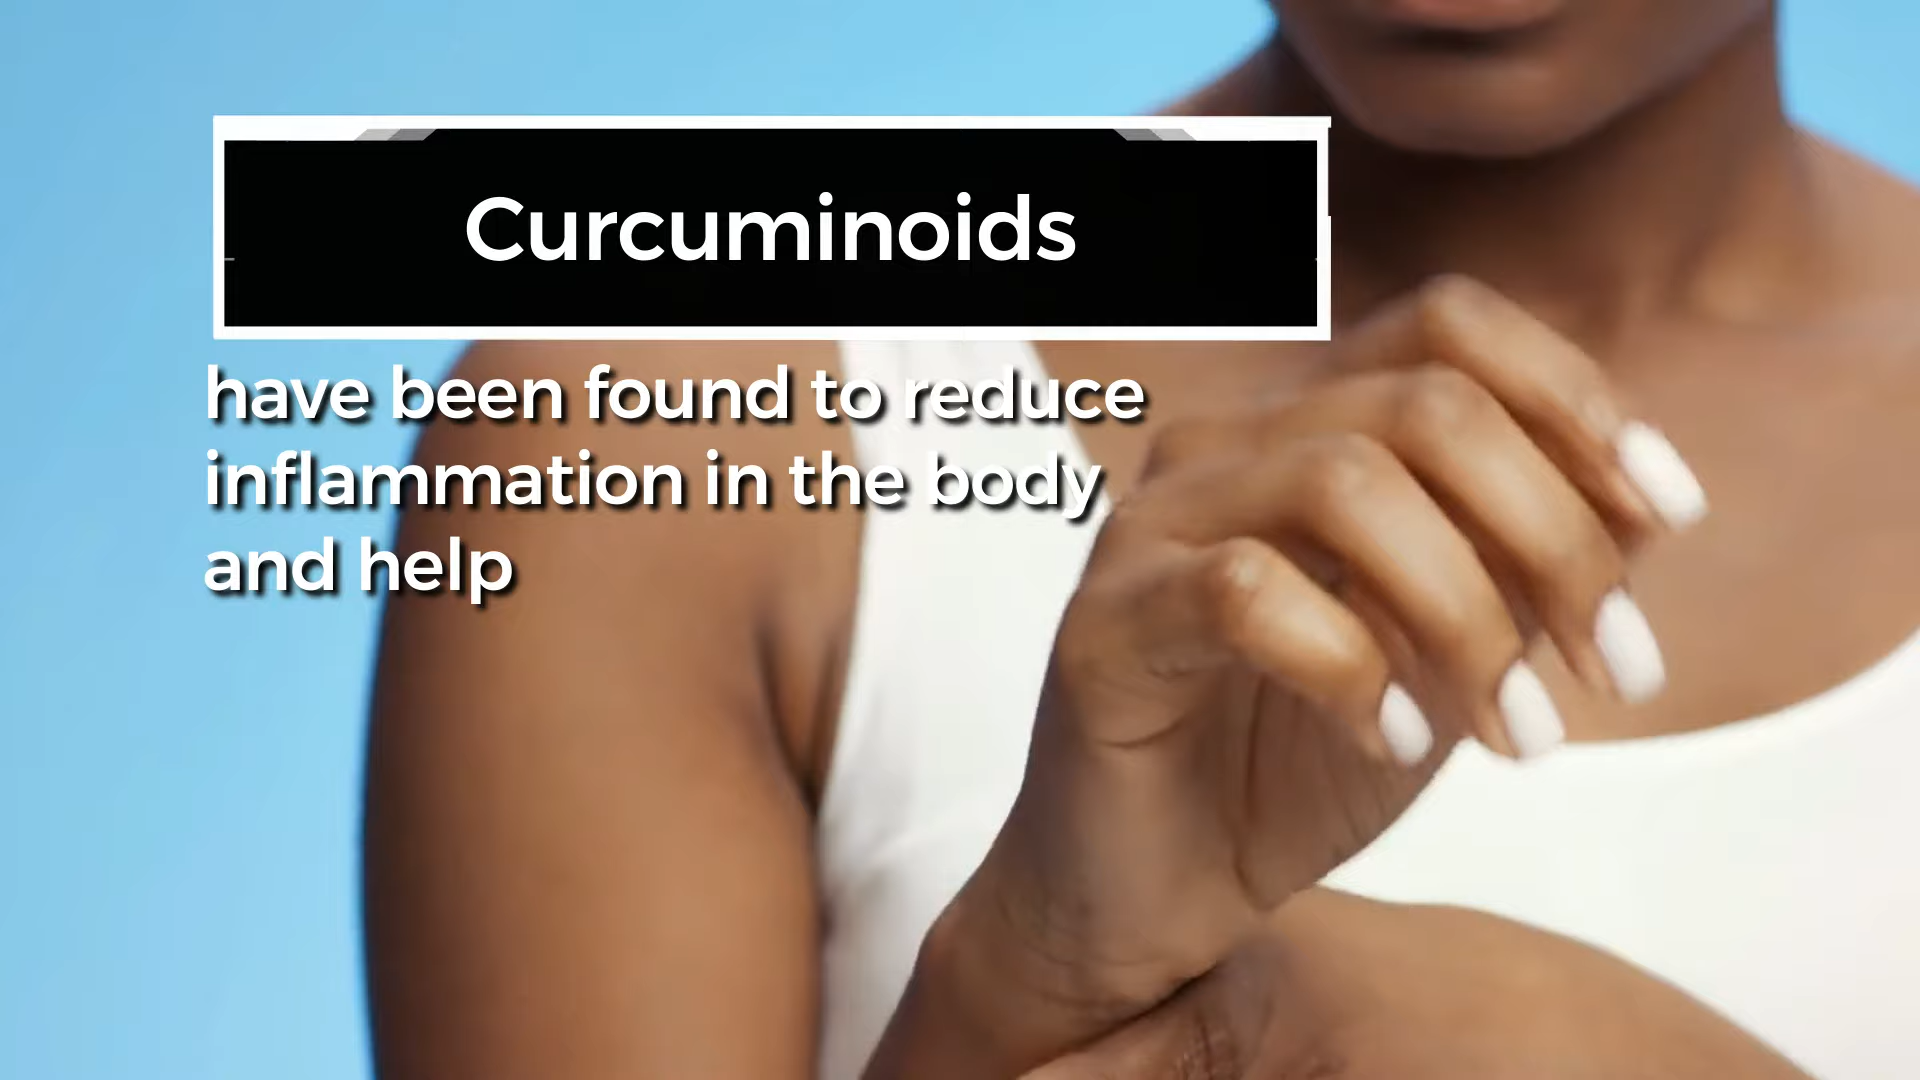 Curcuminoids
have been found to reduce
inflammation in the body
and help